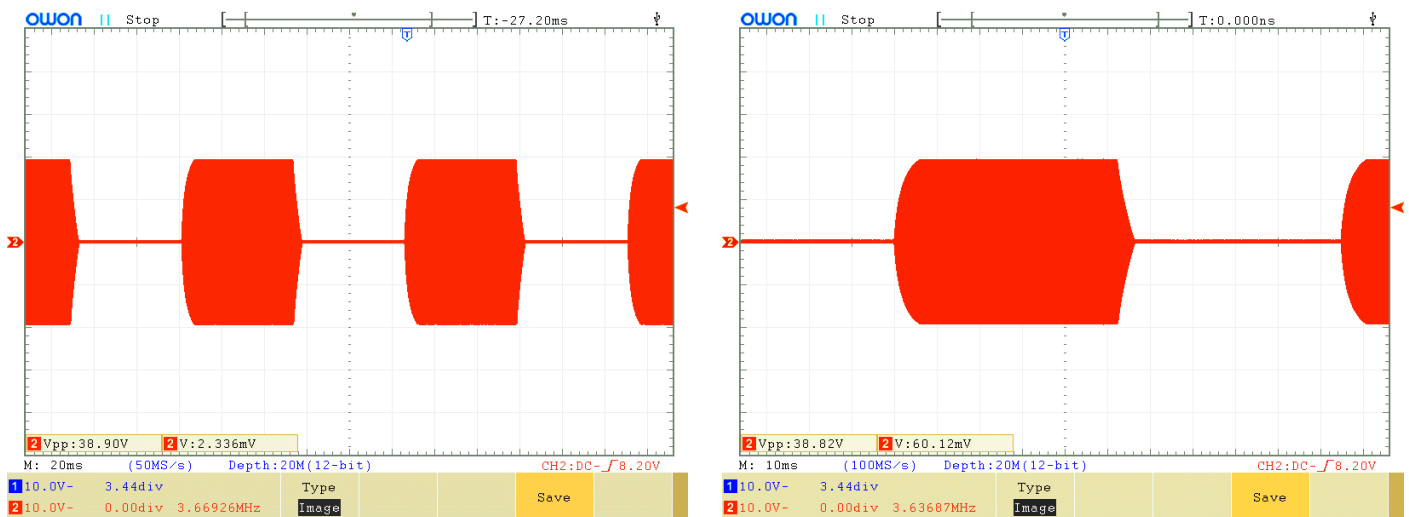 OWON Stop T:-27.20ms
T
2
2 Vpp:38.90V 2 V:2.336mV
M: 20ms (50MS/s) Depth:20M(12-bit) CH2:DC- 8.20V
1 10.0V- 3.44div Type
2 10.0V- 0.00div 3.66926MHz Image Save
OWON Stop T:0.000ns
T
2
2 Vpp:38.82V 2 V:60.12mV
M: 10ms (100MS/s) Depth:20M(12-bit) CH2:DC- 8.20V
1 10.0V- 3.44div Type
2 10.0V- 0.00div 3.63687MHz Image Save